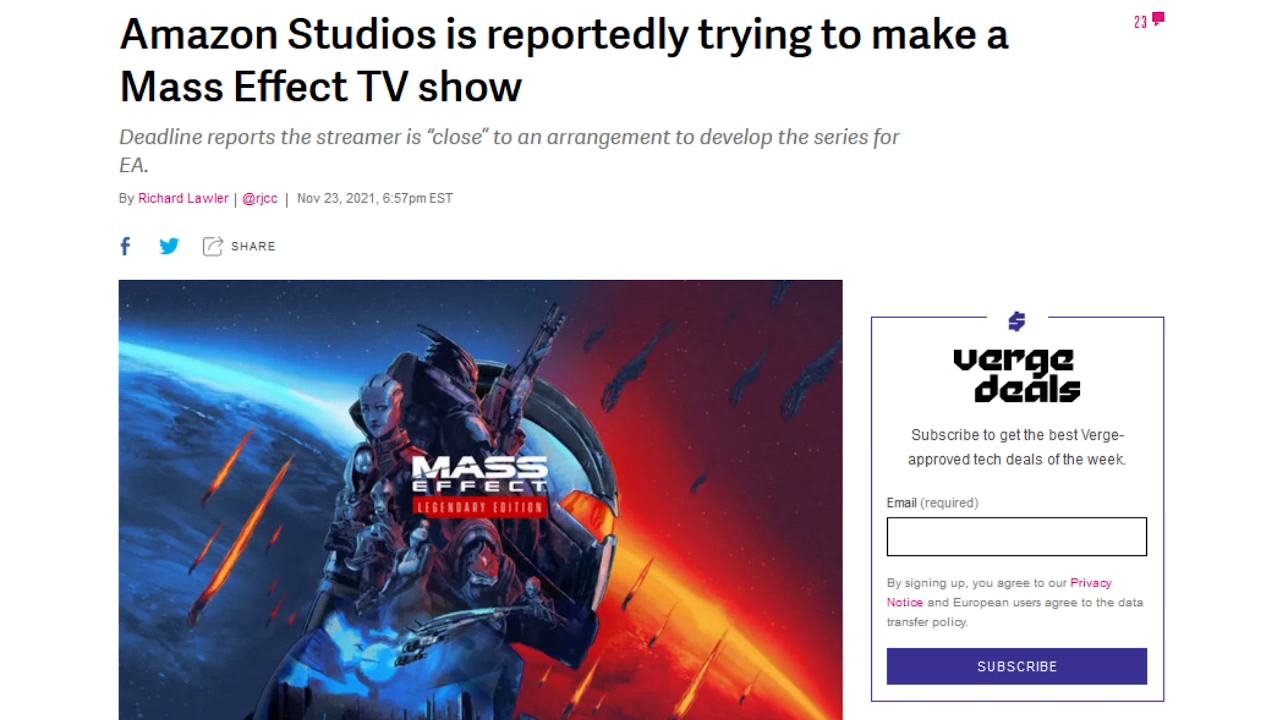 Amazon Studios is reportedly trying to make a
Mass Effect TV show
23
Deadline reports the streamer is “close” to an arrangement to develop the series for
EA.
By Richard Lawler | @rjcc | Nov 23, 2021, 6:57pm EST
SHARE
MASS
EFFECT
LEGENDARY EDITION
verge
deals
Subscribe to get the best Verge-
approved tech deals of the week.
Email (required)
By signing up, you agree to our Privacy
Notice and European users agree to the data
transfer policy.
SUBSCRIBE